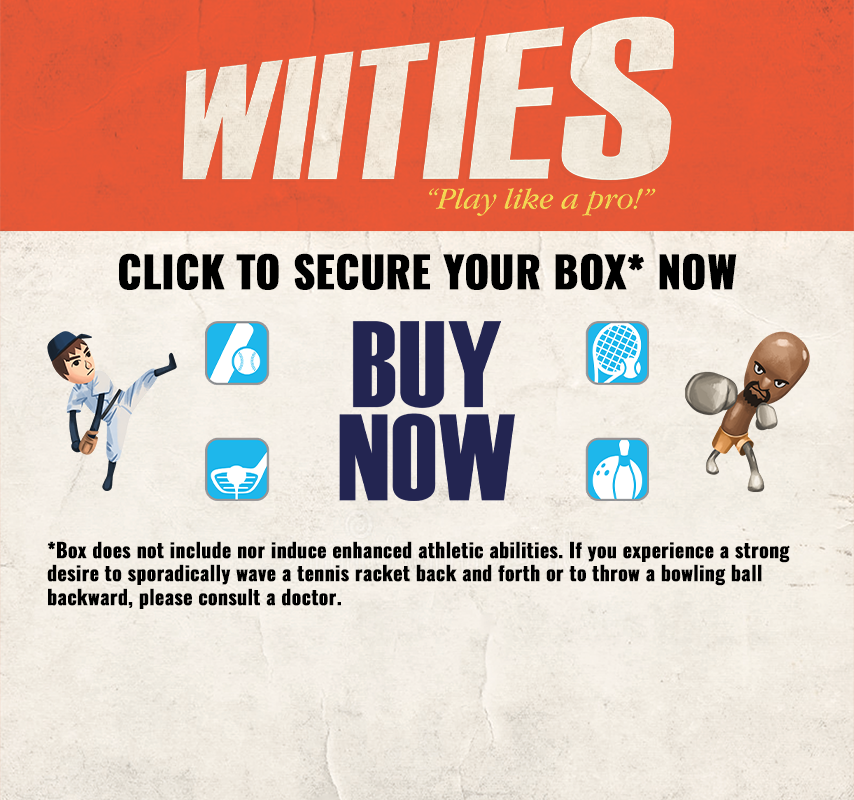 WIITIES
“Play like a pro!”
CLICK TO SECURE YOUR BOX* NOW
BUY
NOW
*Box does not include nor induce enhanced athletic abilities. If you experience a strong
desire to sporadically wave a tennis racket back and forth or to throw a bowling ball
backward, please consult a doctor.